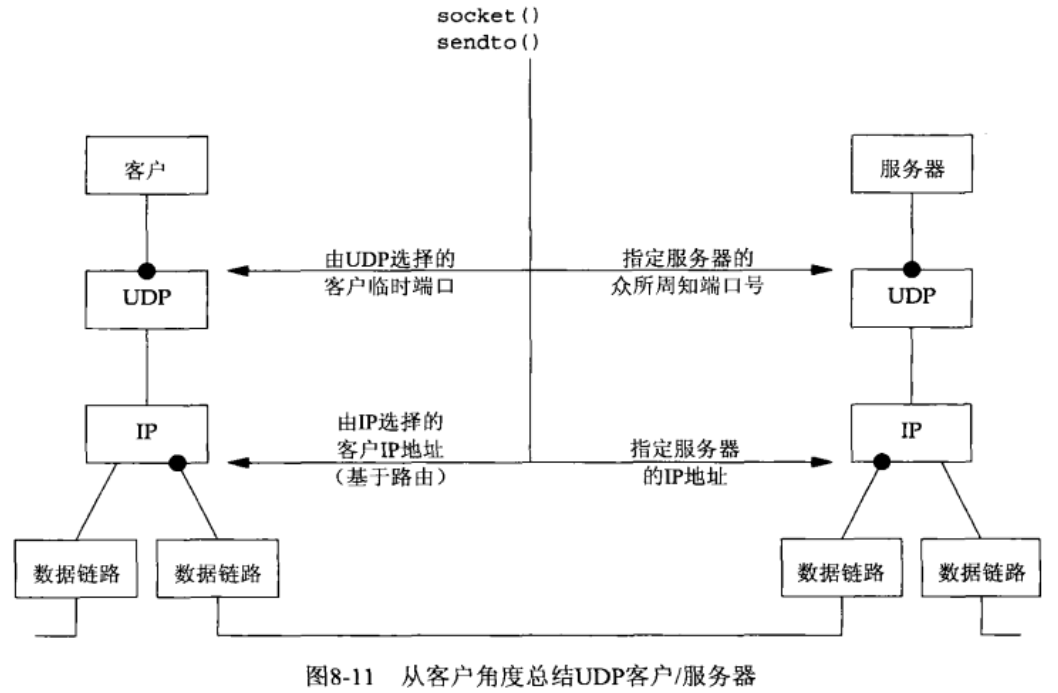 socket()
sendto()
客户
服务器
由UDP选择的
客户临时端口
指定服务器的
众所周知端口号
UDP
UDP
由IP选择的
客户IP地址
（基于路由）
指定服务器
的IP地址
IP
IP
数据链路
数据链路
数据链路
数据链路
图8-11 从客户角度总结UDP客户/服务器